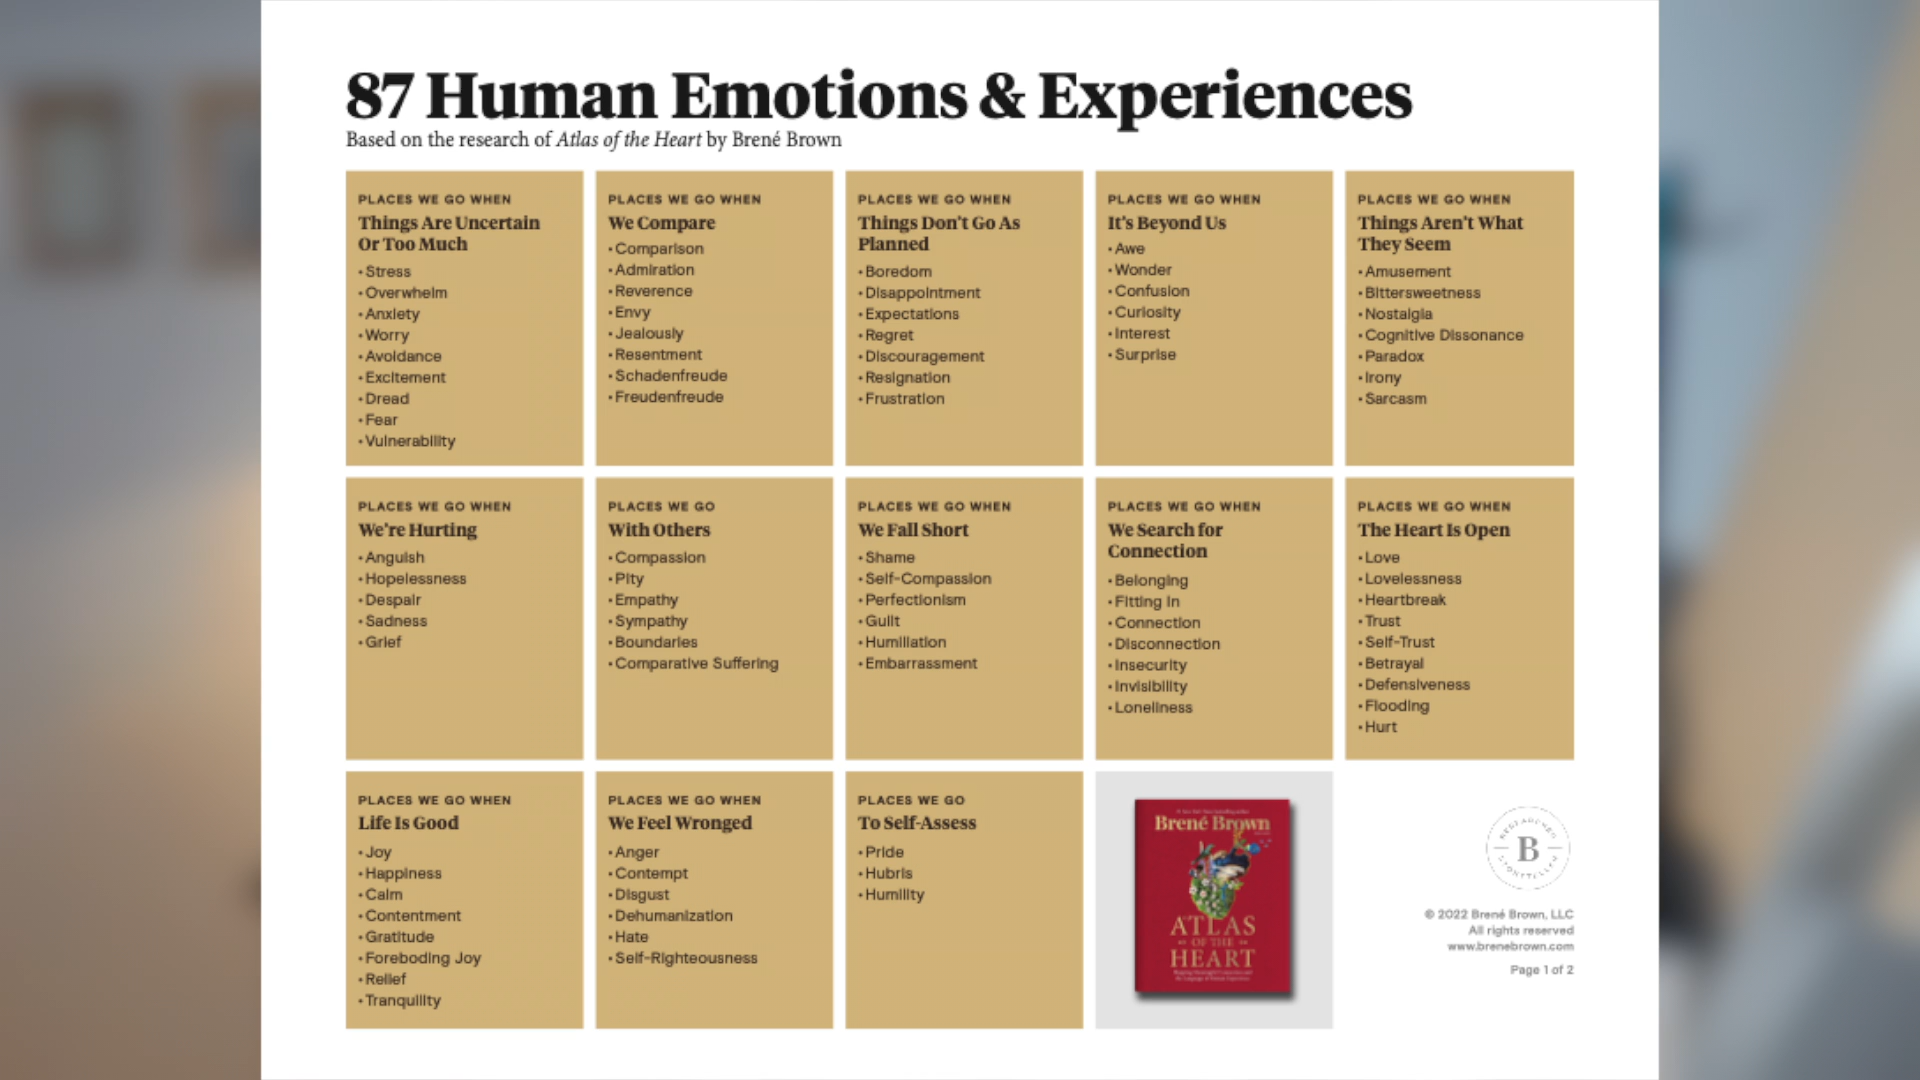 87 Human Emotions & Experiences
Based on the research of Atlas of the Heart by Brené Brown
PLACES WE GO WHEN
Things Are Uncertain
Or Too Much
• Stress
• Overwhelm
• Anxiety
• Worry
• Avoidance
• Excitement
• Dread
• Fear
• Vulnerability
PLACES WE GO WHEN
We Compare
• Comparison
• Admiration
• Reverence
• Envy
• Jealously
• Resentment
• Schadenfreude
• Freudenfreude
PLACES WE GO WHEN
Things Don't Go As
Planned
• Boredom
• Disappointment
• Expectations
• Regret
• Discouragement
• Resignation
• Frustration
PLACES WE GO WHEN
It's Beyond Us
• Awe
• Wonder
• Confusion
• Curiosity
• Interest
• Surprise
PLACES WE GO WHEN
Things Aren't What
They Seem
• Amusement
• Bittersweetness
• Nostalgia
• Cognitive Dissonance
• Paradox
• Irony
• Sarcasm
PLACES WE GO WHEN
We're Hurting
• Anguish
• Hopelessness
• Despair
• Sadness
• Grief
PLACES WE GO
With Others
• Compassion
• Pity
• Empathy
• Sympathy
• Boundaries
• Comparative Suffering
PLACES WE GO WHEN
We Fall Short
• Shame
• Self-Compassion
• Perfectionism
• Guilt
• Humiliation
• Embarrassment
PLACES WE GO WHEN
We Search for
Connection
• Belonging
• Fitting In
• Connection
• Disconnection
• Insecurity
• Invisibility
• Loneliness
PLACES WE GO WHEN
The Heart Is Open
• Love
• Lovelessness
• Heartbreak
• Trust
• Self-Trust
• Betrayal
• Defensiveness
• Flooding
• Hurt
PLACES WE GO WHEN
Life Is Good
• Joy
• Happiness
• Calm
• Contentment
• Gratitude
• Foreboding Joy
• Relief
• Tranquility
PLACES WE GO WHEN
We Feel Wronged
• Anger
• Contempt
• Disgust
• Dehumanization
• Hate
• Self-Righteousness
PLACES WE GO
To Self-Assess
• Pride
• Hubris
• Humility
Brené Brown
ATLAS
OF THE
HEART
RESEARCHER
B
STORYTELLER
© 2022 Brené Brown, LLC
All rights reserved
www.brenebrown.com
Page 1 of 2